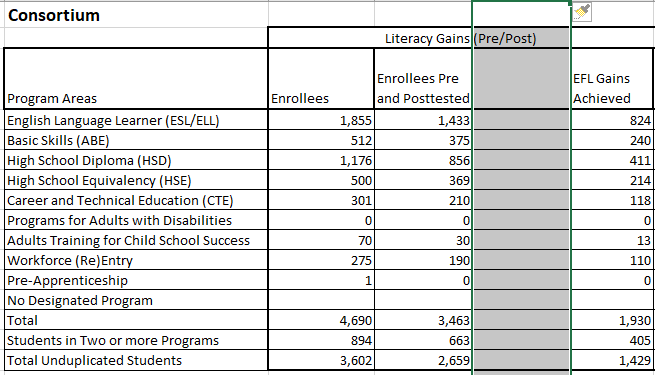 Consortium
Literacy Gains (Pre/Post)
Program Areas Enrollees Enrollees Pre and Posttested EFL Gains Achieved
English Language Learner (ESL/ELL) 1,855 1,433 824
Basic Skills (ABE) 512 375 240
High School Diploma (HSD) 1,176 856 411
High School Equivalency (HSE) 500 369 214
Career and Technical Education (CTE) 301 210 118
Programs for Adults with Disabilities 0 0 0
Adults Training for Child School Success 70 30 13
Workforce (Re)Entry 275 190 110
Pre-Apprenticeship 1 0 0
No Designated Program
Total 4,690 3,463 1,930
Students in Two or more Programs 894 663 405
Total Unduplicated Students 3,602 2,659 1,429